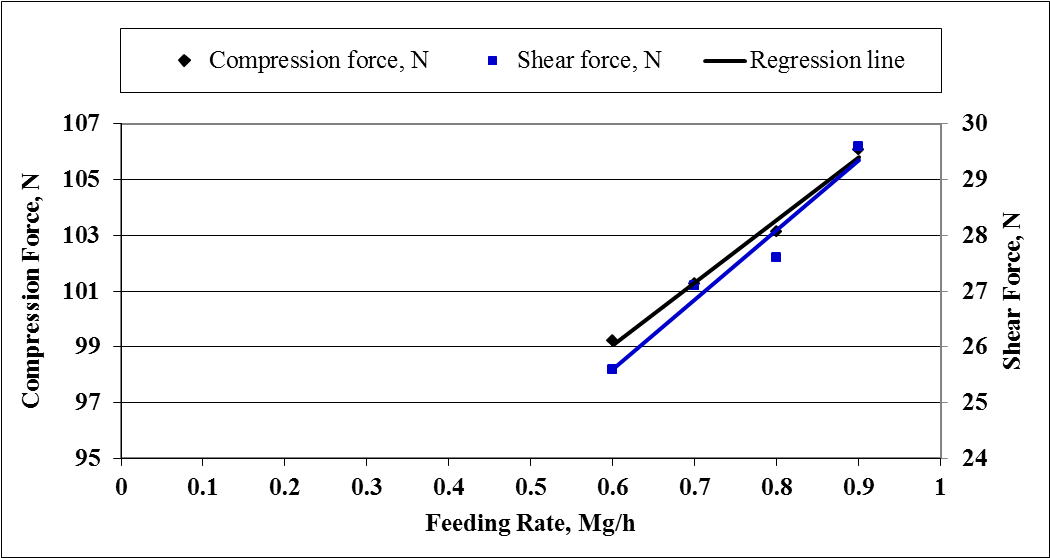 Compression force, N Shear force, N Regression line
107 30
105 29
103 28
101 27
99 26
97 25
95 24
Compression Force, N
Shear Force, N
0 0.1 0.2 0.3 0.4 0.5 0.6 0.7 0.8 0.9 1
Feeding Rate, Mg/h